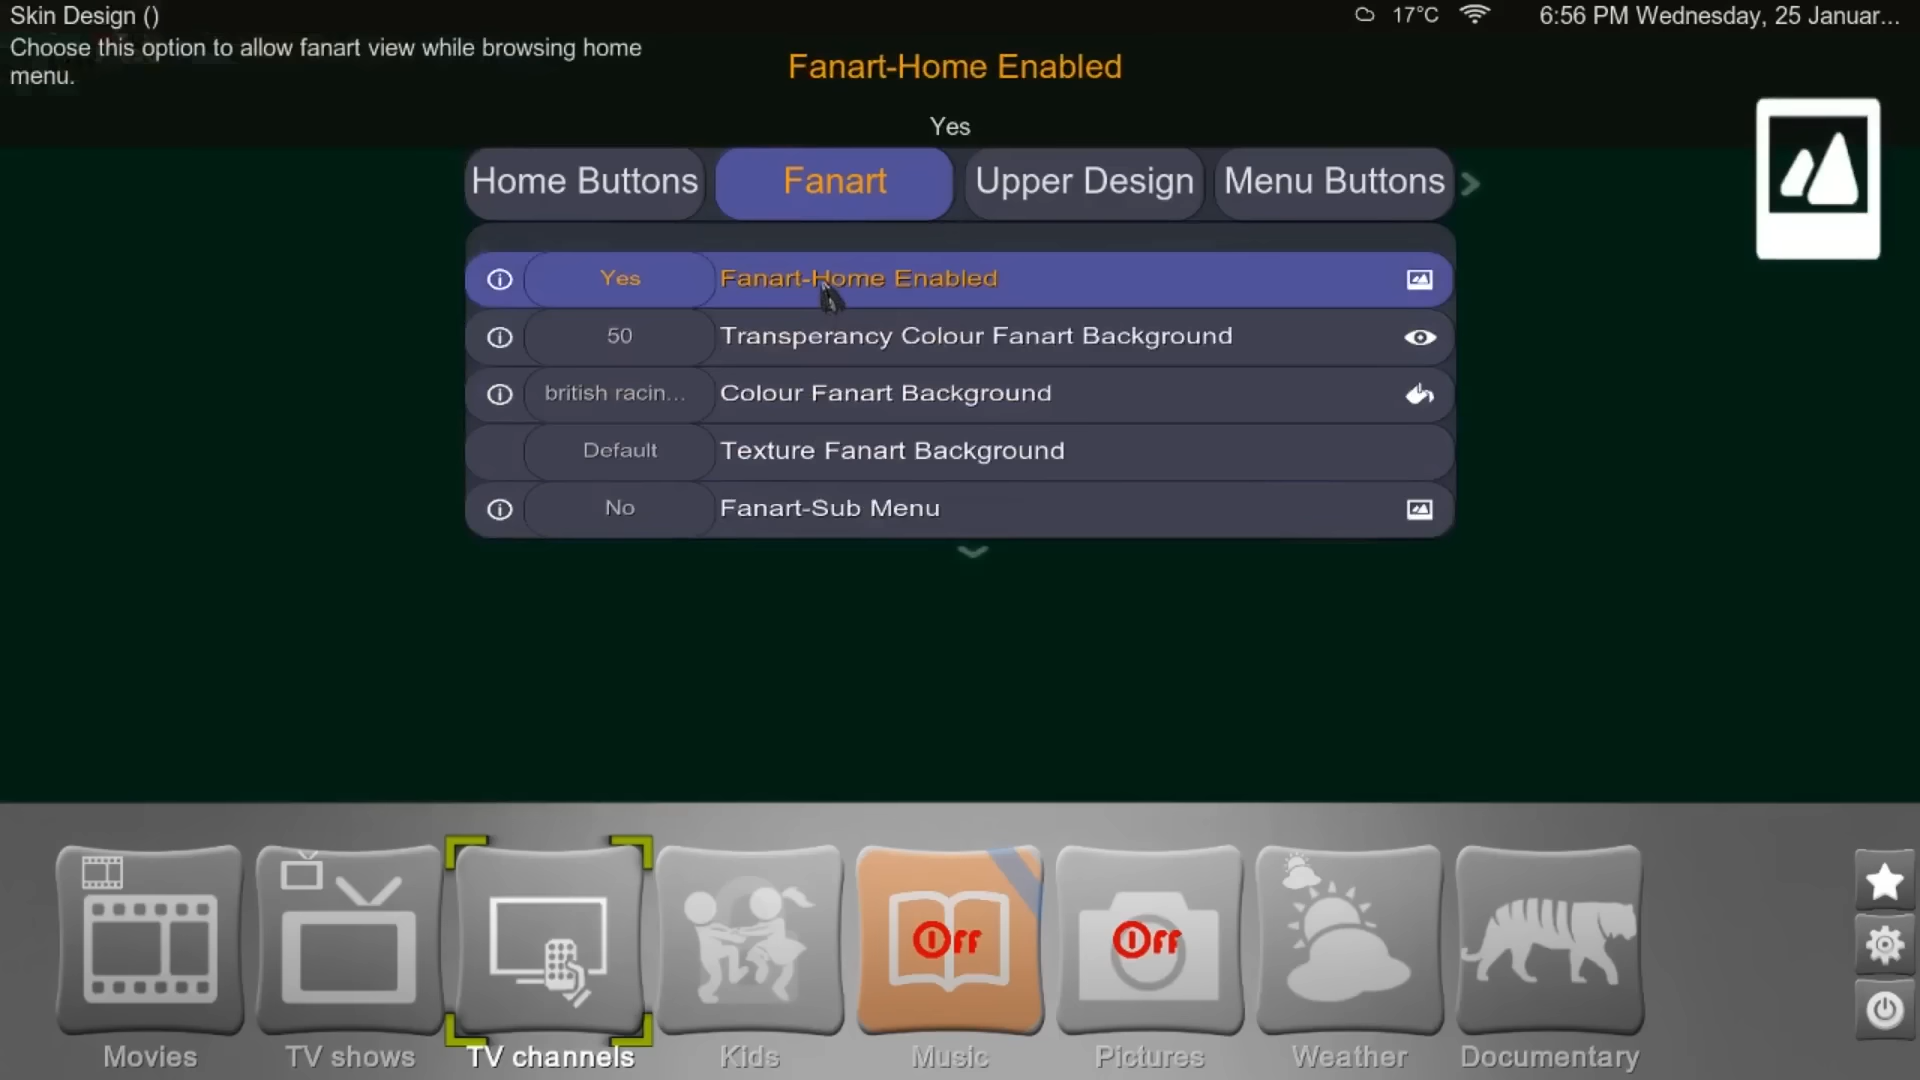 Skin Design ()
17°C
6:56 PM Wednesday, 25 Januar...
Choose this option to allow fanart view while browsing home
menu.
Fanart-Home Enabled
Yes
Home Buttons
Fanart
Upper Design
Menu Buttons
Yes
Fanart-Home Enabled
50
Transperancy Colour Fanart Background
british racin...
Colour Fanart Background
Default
Texture Fanart Background
No
Fanart-Sub Menu
OFF
OFF
Movies
TV shows
TV channels
Kids
Music
Pictures
Weather
Documentary